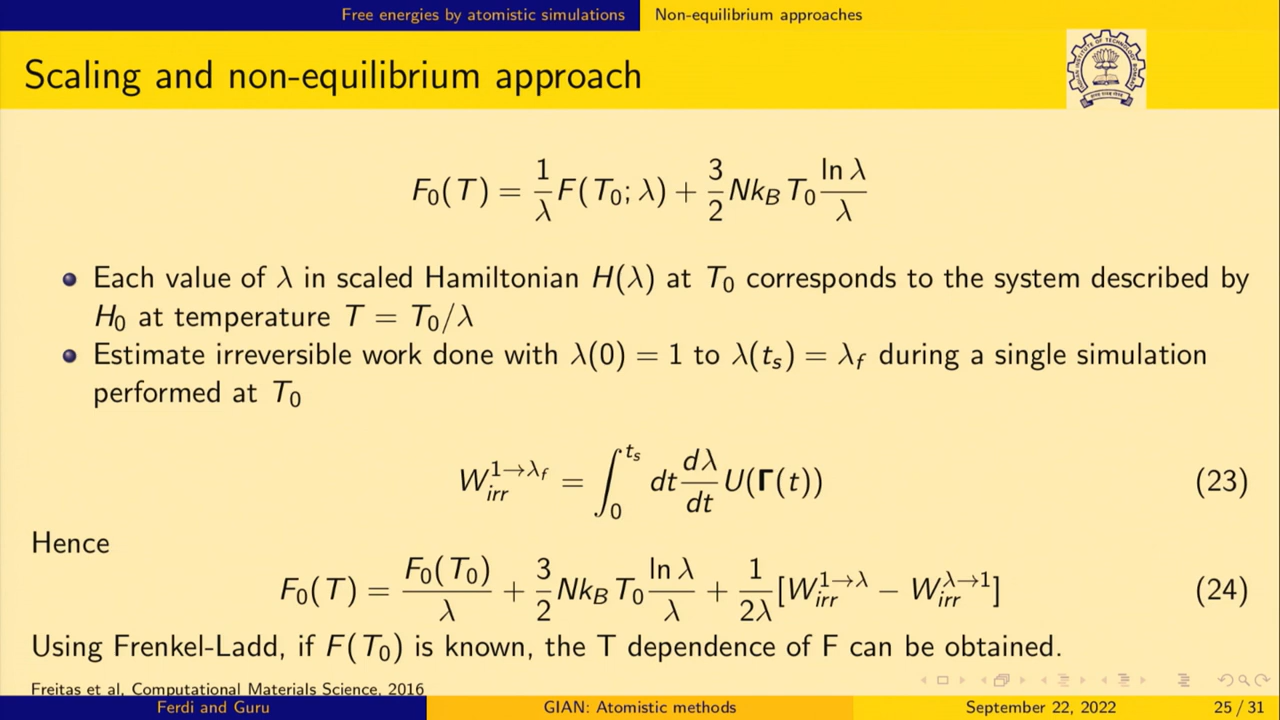 Free energies by atomistic simulations Non-equilibrium approaches
Scaling and non-equilibrium approach
F₀(T) = 1/λ F(T₀; λ) + 3/2 Nk_B T₀ ln λ/λ
Each value of λ in scaled Hamiltonian H(λ) at T₀ corresponds to the system described by
H₀ at temperature T = T₀/λ
Estimate irreversible work done with λ(0) = 1 to λ(t_s) = λ_f during a single simulation
performed at T₀
W_irr^{1→λ_f} = ∫₀^{t_s} dt dλ/dt U(Γ(t)) (23)
Hence
F₀(T) = F₀(T₀)/λ + 3/2 Nk_B T₀ ln λ/λ + 1/2λ [W_irr^{1→λ} − W_irr^{λ→1}] (24)
Using Frenkel-Ladd, if F(T₀) is known, the T dependence of F can be obtained.
Freitas et al, Computational Materials Science, 2016
Ferdi and Guru GIAN: Atomistic methods September 22, 2022 25 / 31